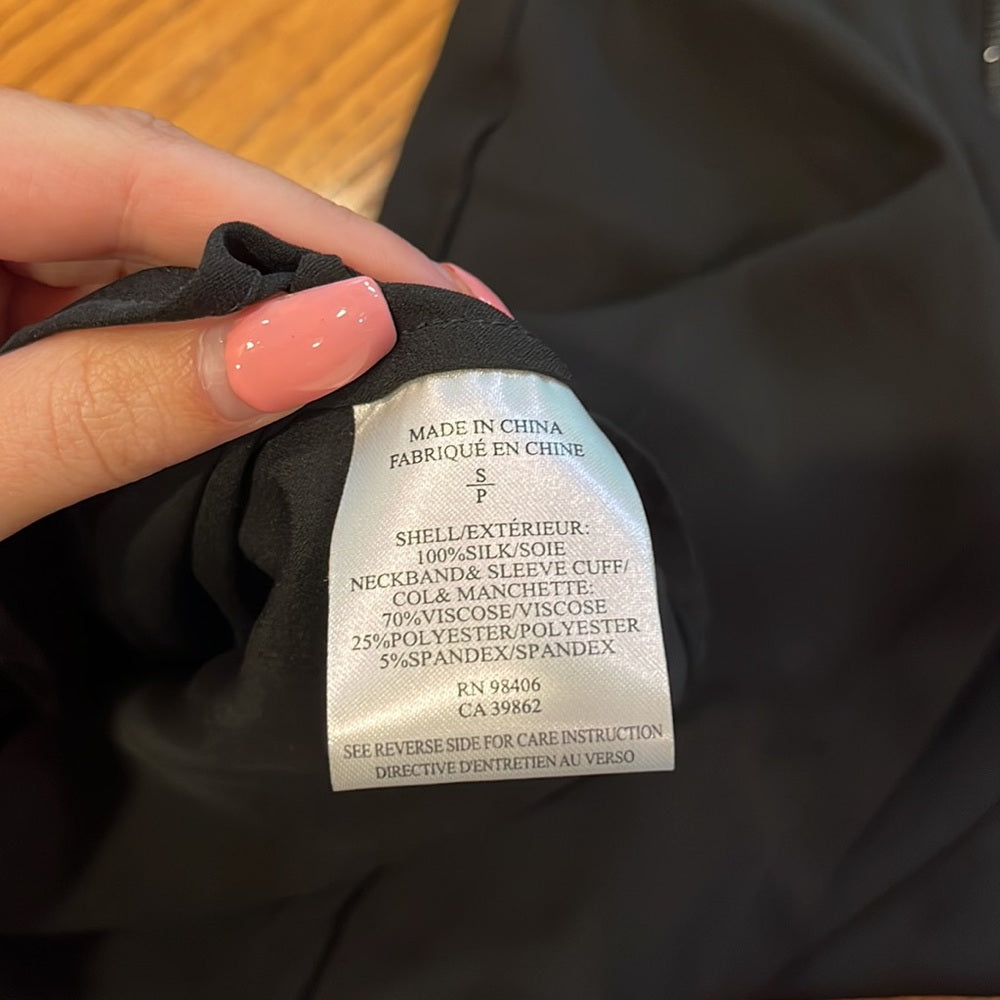 MADE IN CHINA
FABRIQUÉ EN CHINE
S
P
SHELL/EXTÉRIEUR:
100%SILK/SOIE
NECKBAND& SLEEVE CUFF/
COL& MANCHETTE:
70%VISCOSE/VISCOSE
25%POLYESTER/POLYESTER
5%SPANDEX/SPANDEX
RN 98406
CA 39862
SEE REVERSE SIDE FOR CARE INSTRUCTION
DIRECTIVE D'ENTRETIEN AU VERSO